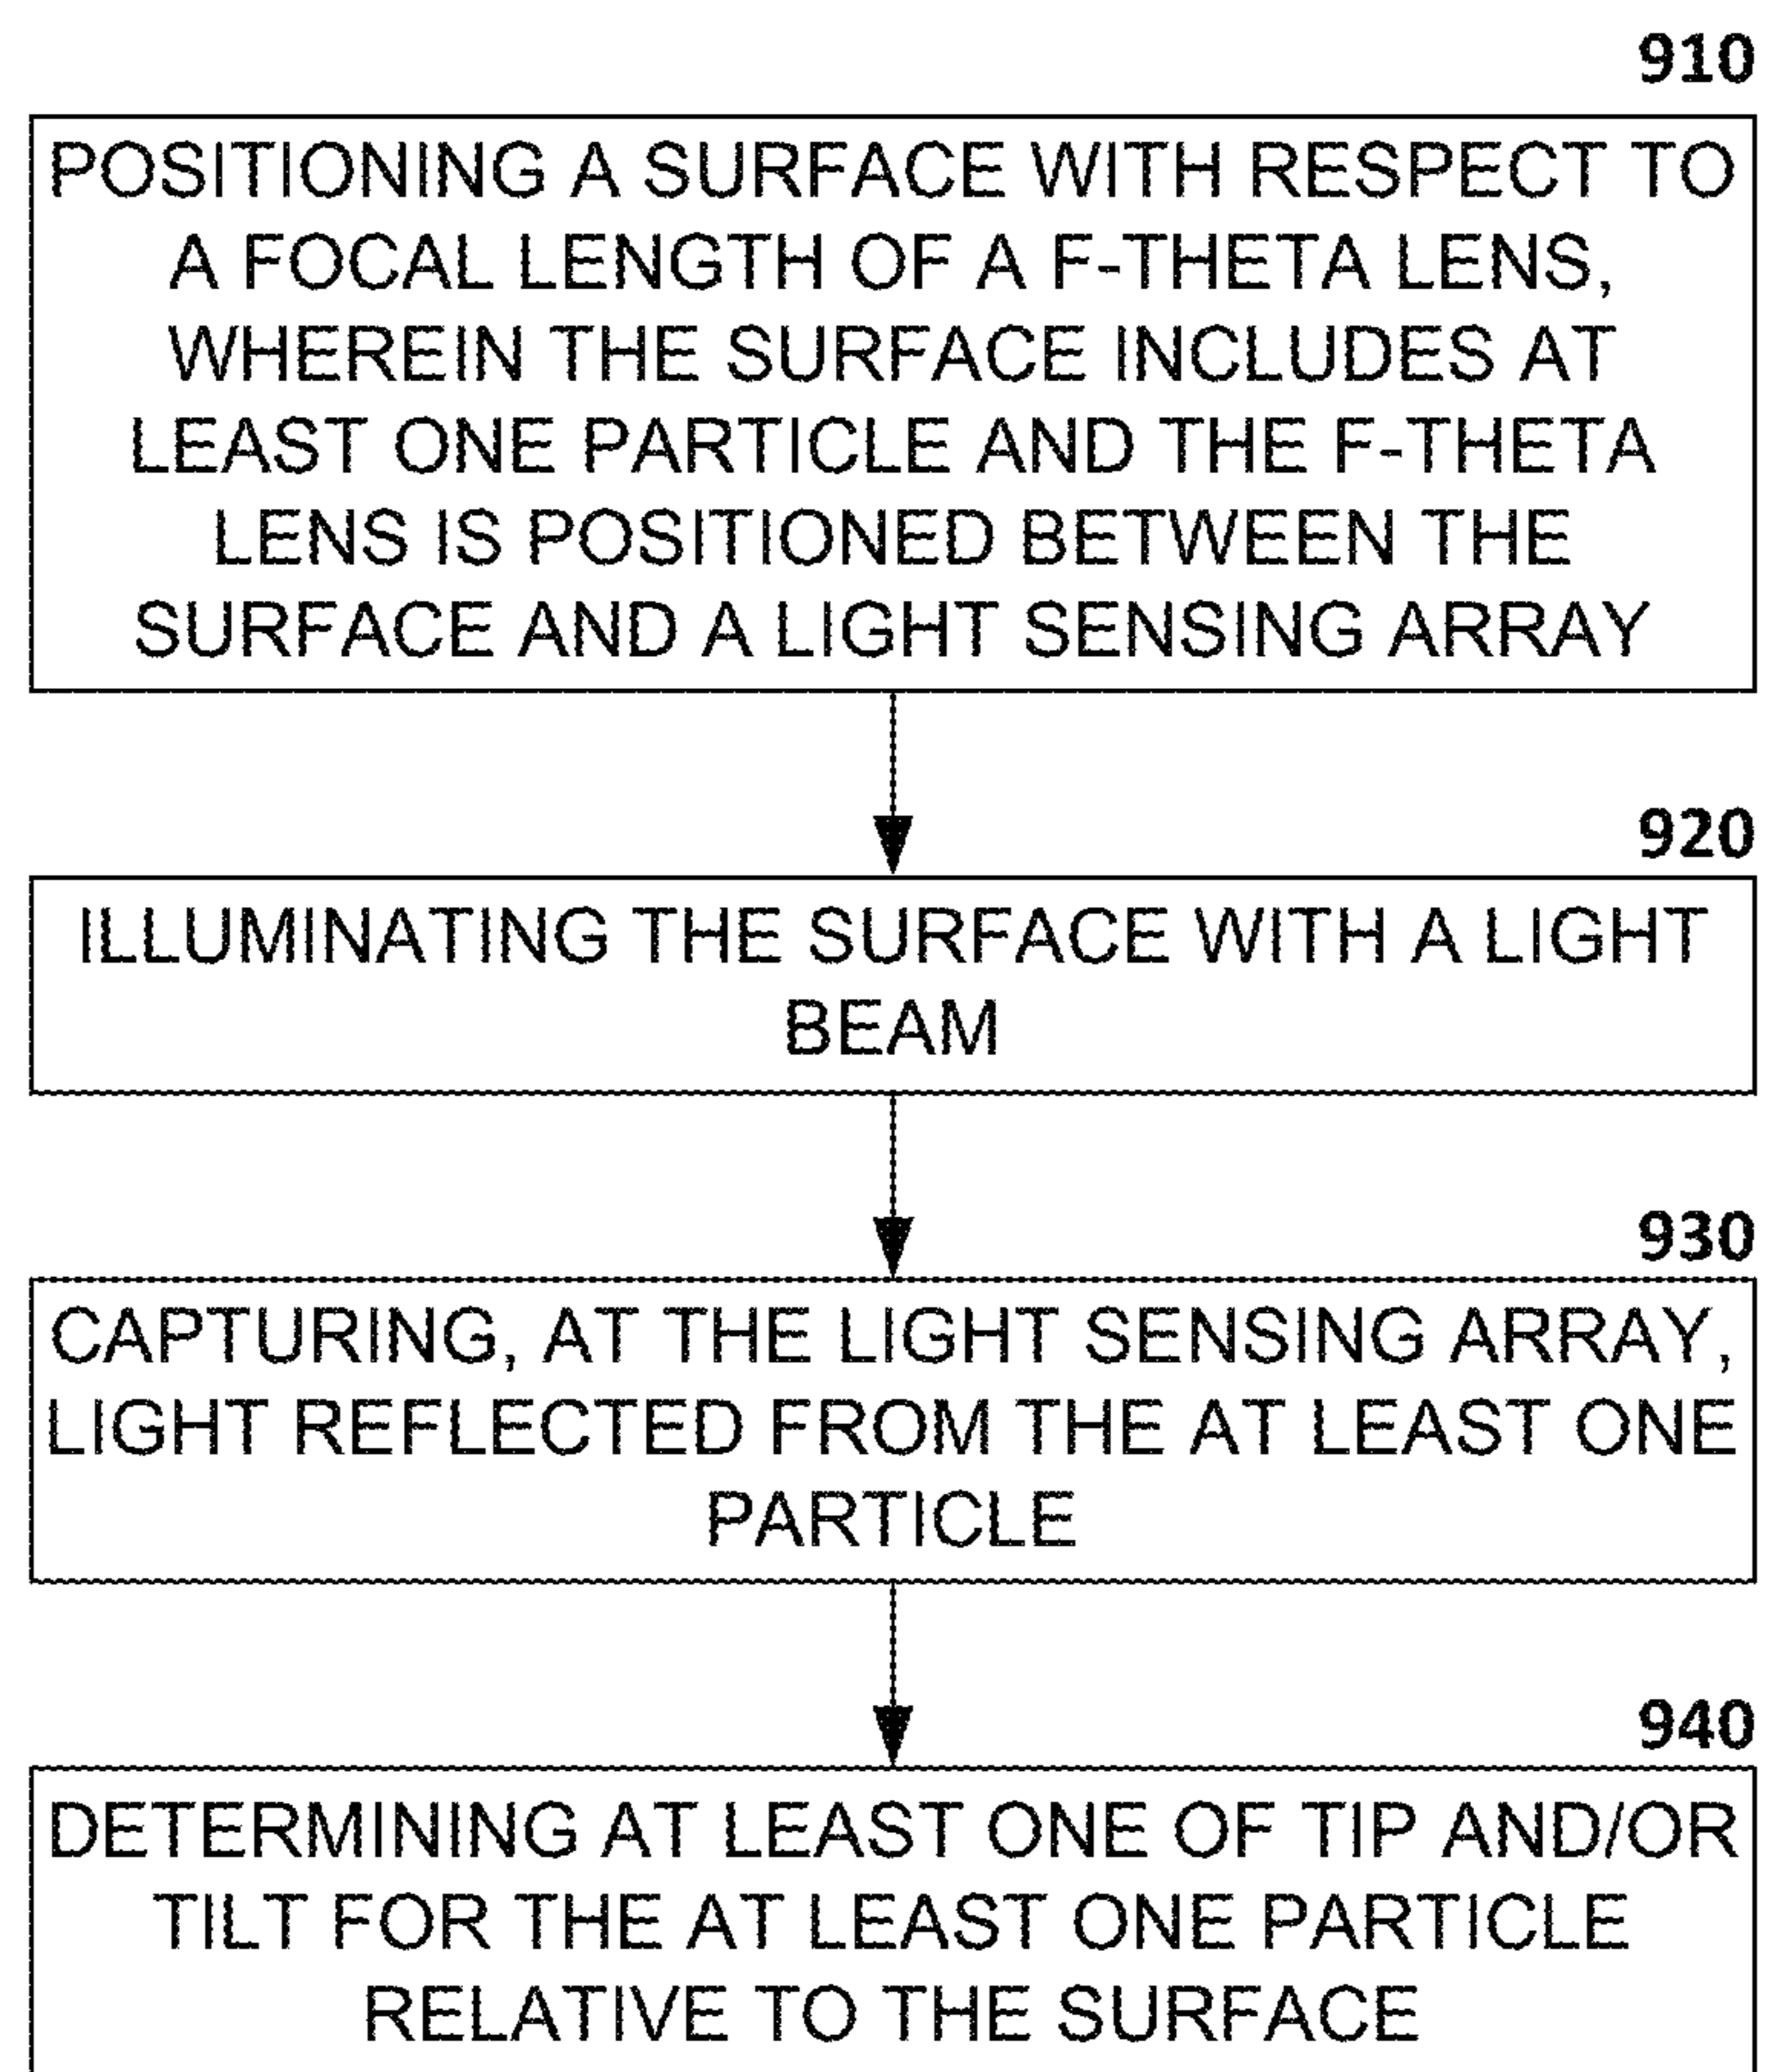 910
POSITIONING A SURFACE WITH RESPECT TO
A FOCAL LENGTH OF A F-THETA LENS,
WHEREIN THE SURFACE INCLUDES AT
LEAST ONE PARTICLE AND THE F-THETA
LENS IS POSITIONED BETWEEN THE
SURFACE AND A LIGHT SENSING ARRAY
920
ILLUMINATING THE SURFACE WITH A LIGHT
BEAM
930
CAPTURING, AT THE LIGHT SENSING ARRAY,
LIGHT REFLECTED FROM THE AT LEAST ONE
PARTICLE
940
DETERMINING AT LEAST ONE OF TIP AND/OR
TILT FOR THE AT LEAST ONE PARTICLE
RELATIVE TO THE SURFACE